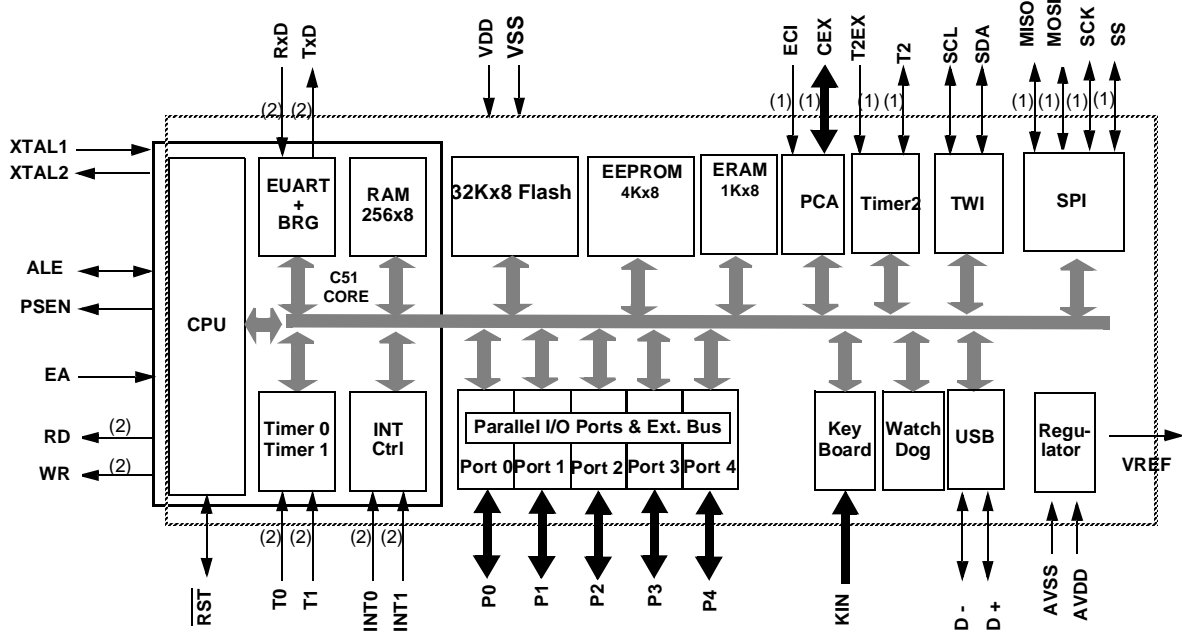 RxD
TxD
VDD
VSS
ECI
CEX
T2EX
T2
SCL
SDA
MISO
MOSI
SCK
SS
(2) (2)
(1) (1)
(1) (1)
(1) (1) (1) (1)
XTAL1
XTAL2
ALE
PSEN
EA
RD (2)
WR (2)
CPU
EUART
+
BRG
RAM
256x8
C51
CORE
32Kx8 Flash
EEPROM
4Kx8
ERAM
1Kx8
PCA
Timer2
TWI
SPI
Timer 0
Timer 1
INT
Ctrl
Parallel I/O Ports & Ext. Bus
Port 0
Port 1
Port 2
Port 3
Port 4
Key
Board
Watch
Dog
USB
Regu-
lator
VREF
(2) (2)
(2) (2)
RST
T0
T1
INT0
INT1
P0
P1
P2
P3
P4
KIN
D -
D +
AVSS
AVDD